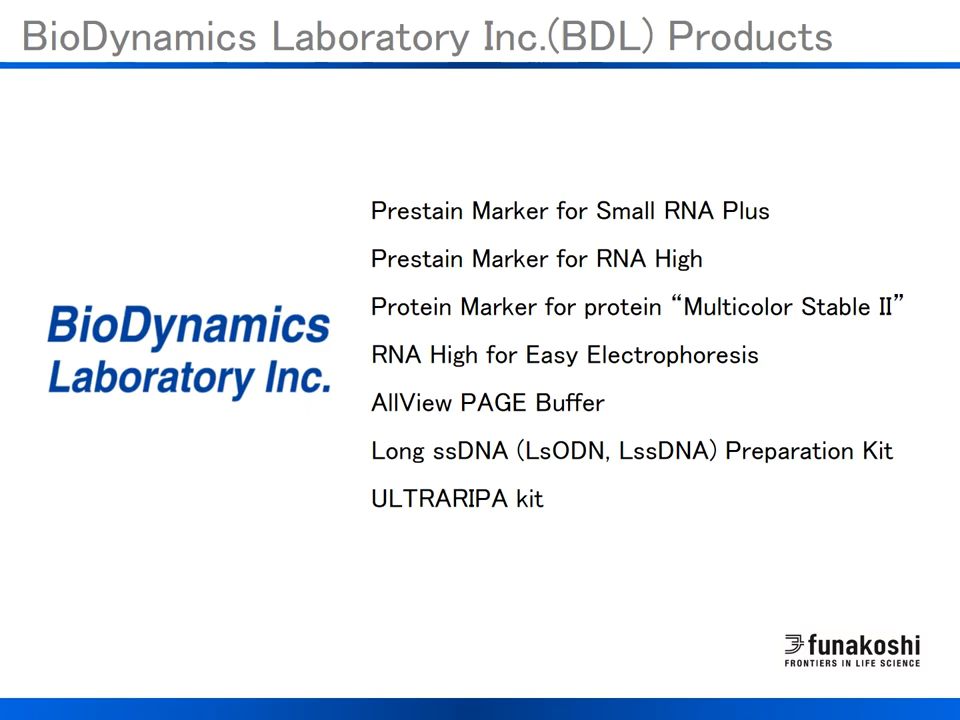 BioDynamics Laboratory Inc.(BDL) Products
Prestain Marker for Small RNA Plus
Prestain Marker for RNA High
Protein Marker for protein “Multicolor Stable II”
RNA High for Easy Electrophoresis
AllView PAGE Buffer
Long ssDNA (LsODN, LssDNA) Preparation Kit
ULTRARIPA kit
BioDynamics
Laboratory Inc.
funakoshi
FRONTIERS IN LIFE SCIENCE